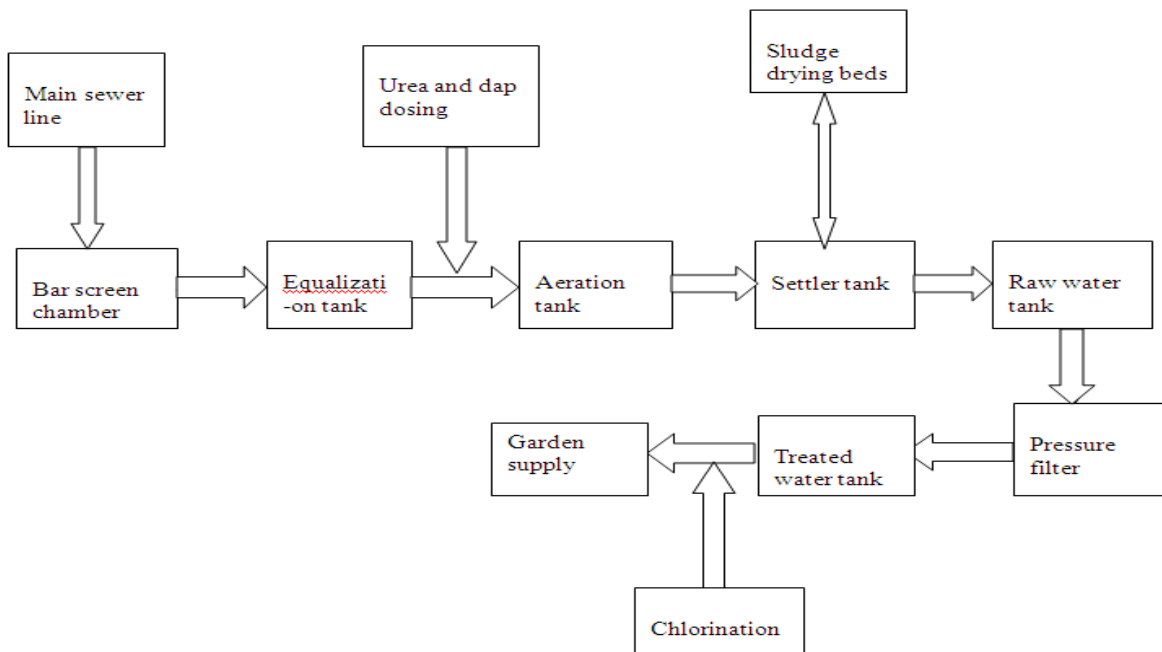 Main sewer
line
Urea and dap
dosing
Sludge
drying beds
Bar screen
chamber
Equalizati
-on tank
Aeration
tank
Settler tank
Raw water
tank
Garden
supply
Treated
water tank
Pressure
filter
Chlorination